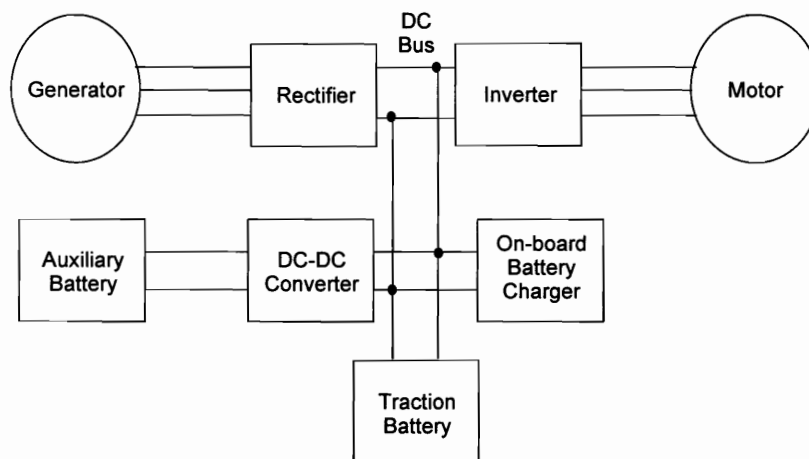 DC
Bus
Generator
Rectifier
Inverter
Motor
Auxiliary
Battery
DC-DC
Converter
On-board
Battery
Charger
Traction
Battery